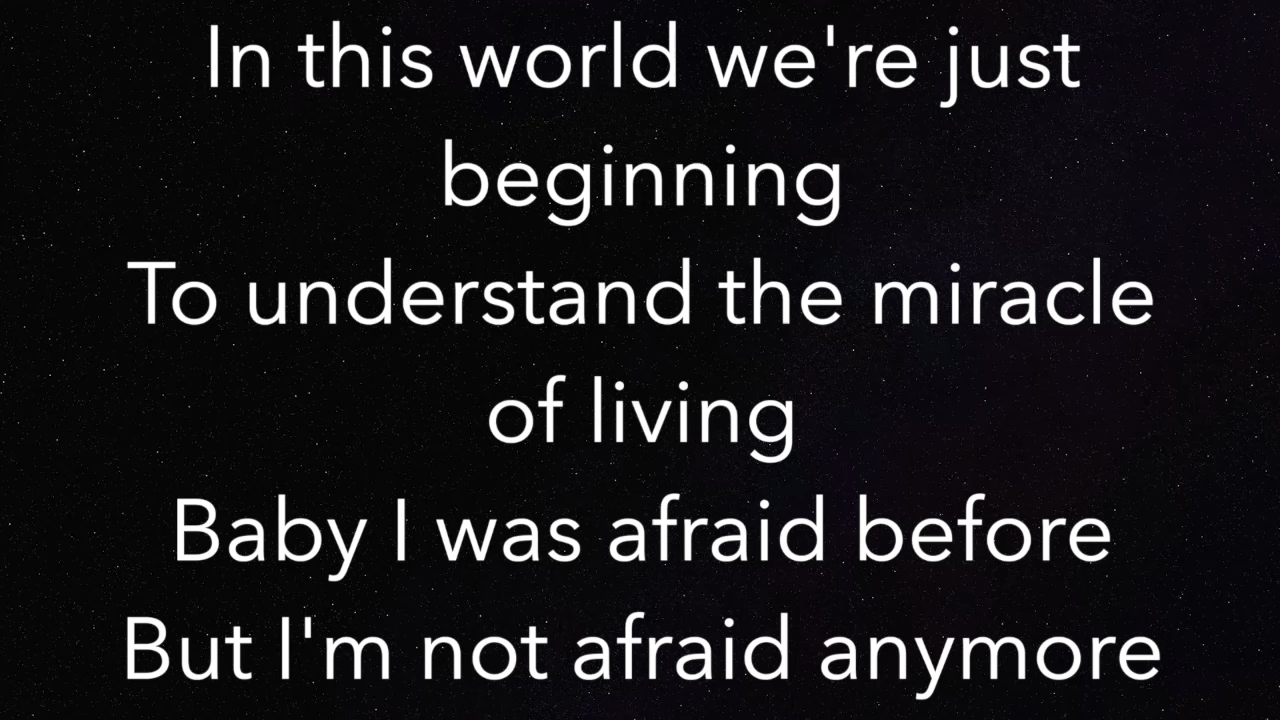 In this world we're just
beginning
To understand the miracle
of living
Baby I was afraid before
But I'm not afraid anymore